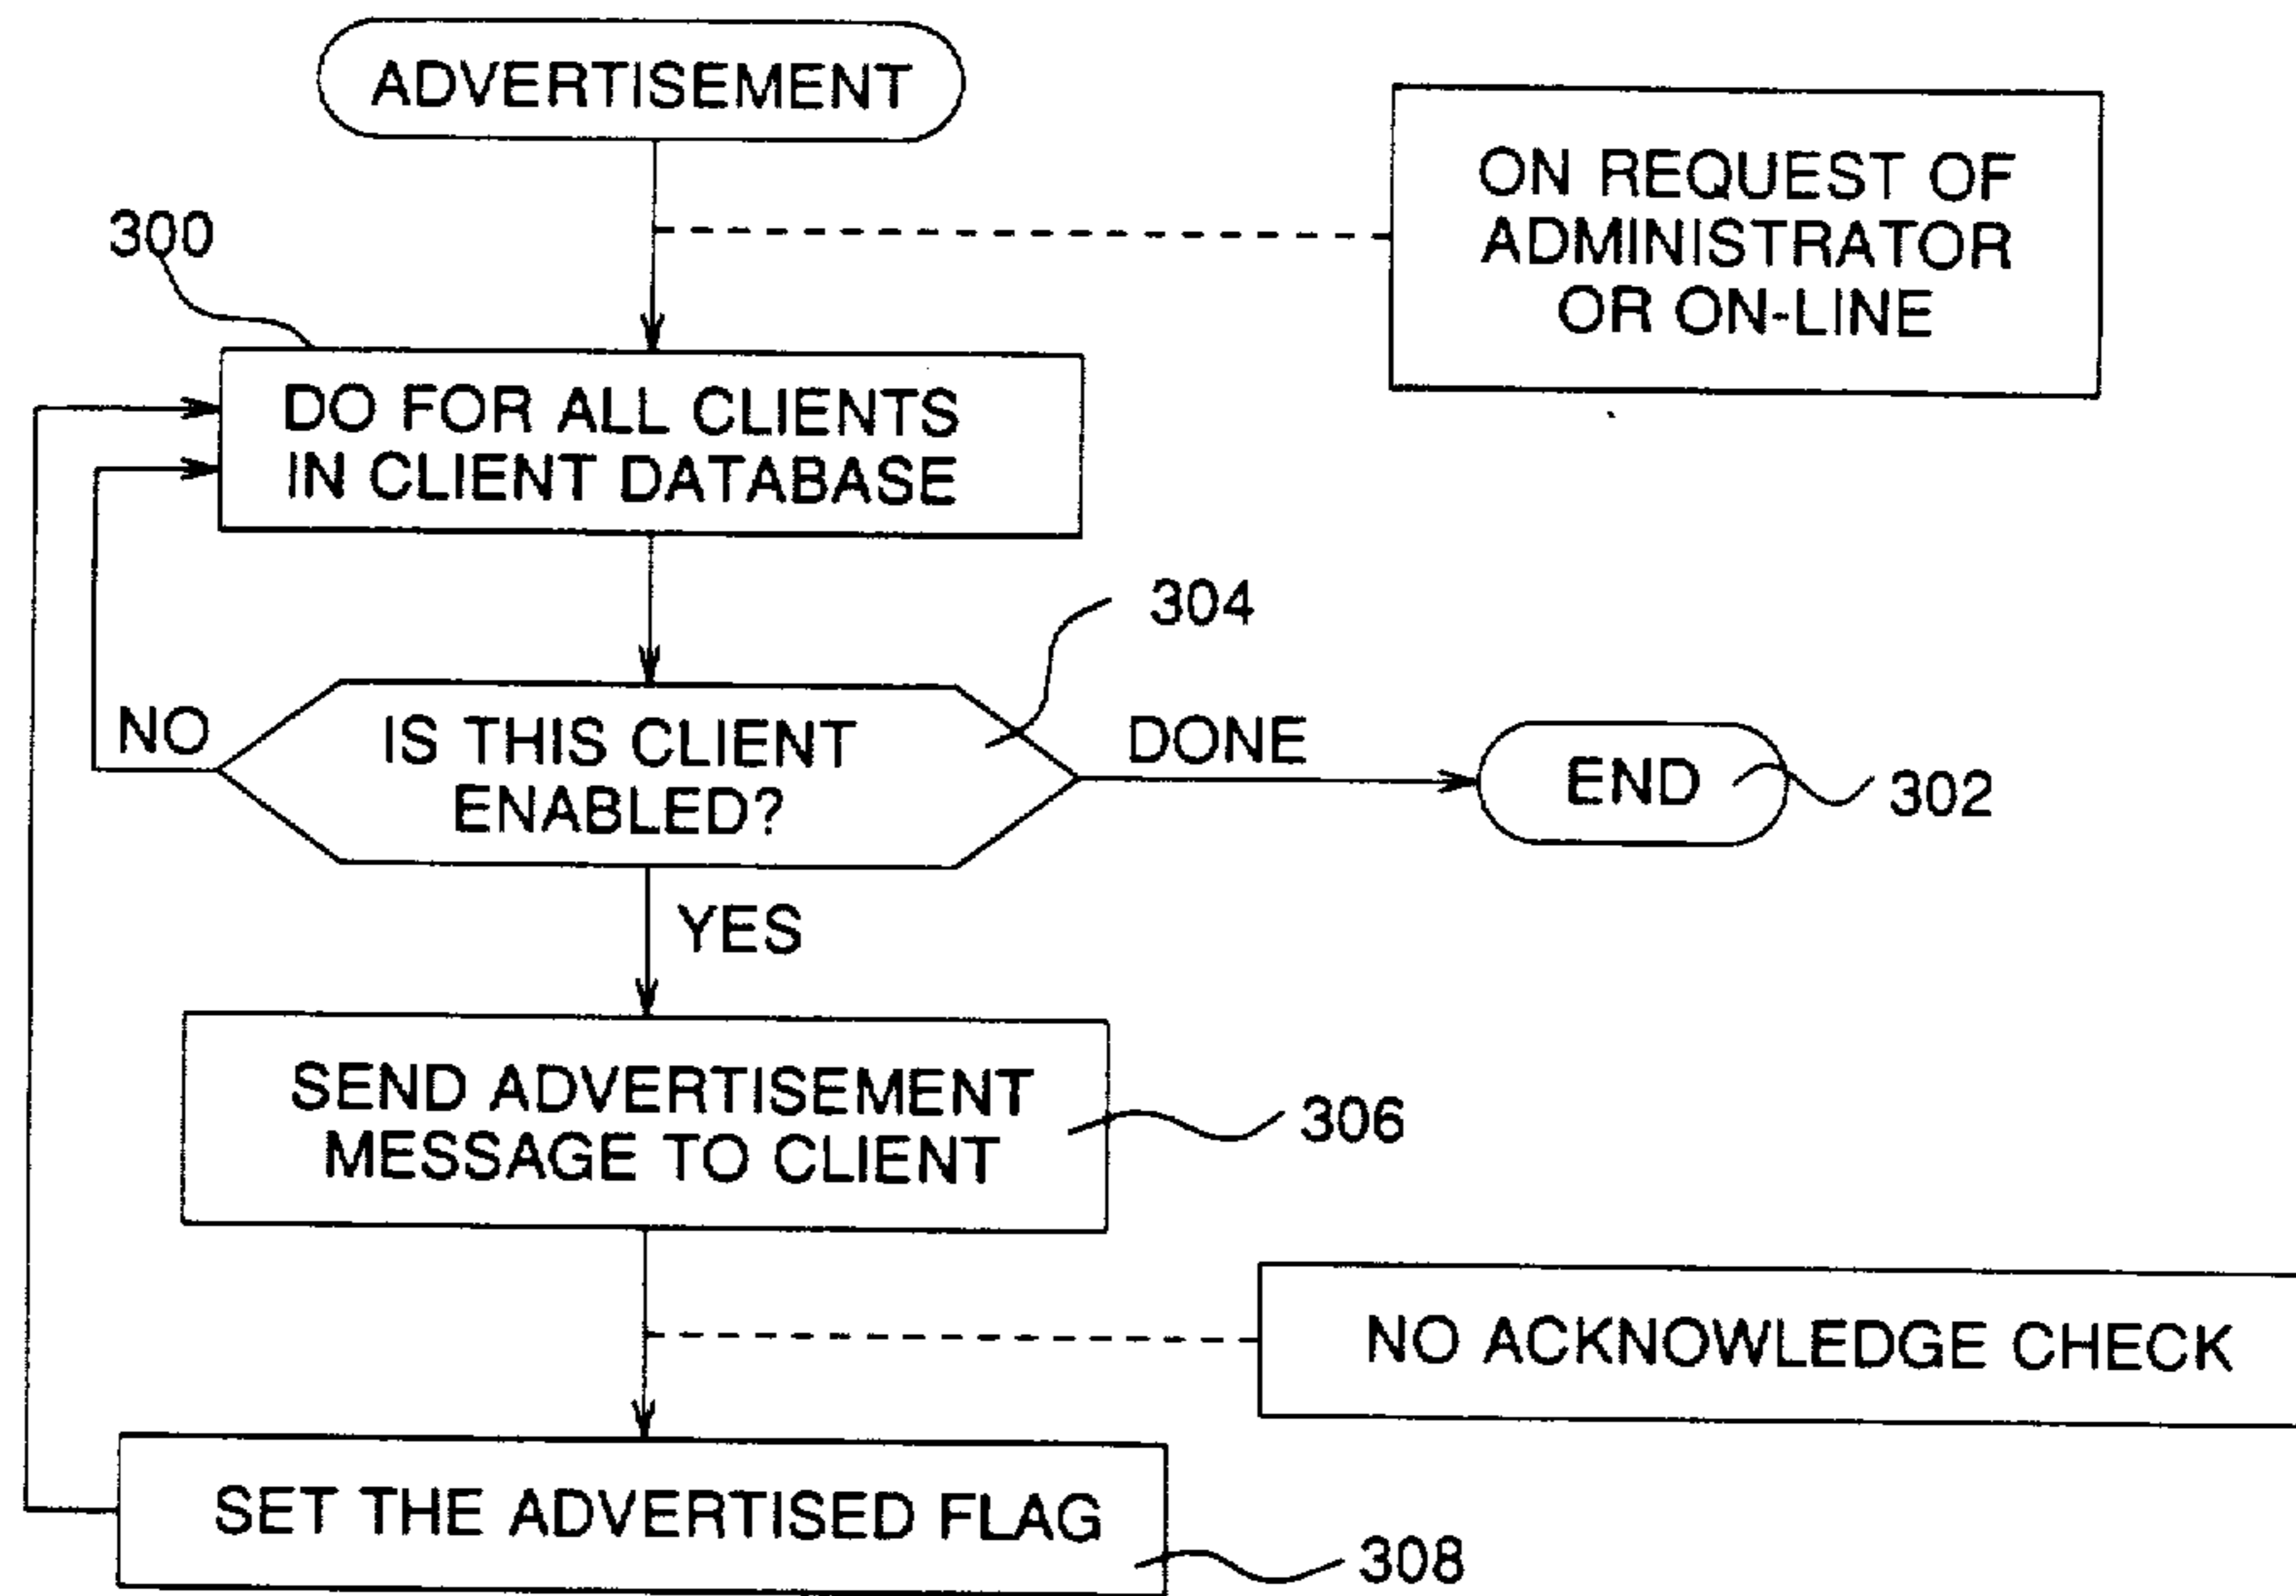 ADVERTISEMENT
ON REQUEST OF
ADMINISTRATOR
OR ON-LINE
300
DO FOR ALL CLIENTS
IN CLIENT DATABASE
304
NO
IS THIS CLIENT
ENABLED?
DONE
END
302
YES
SEND ADVERTISEMENT
MESSAGE TO CLIENT
306
NO ACKNOWLEDGE CHECK
SET THE ADVERTISED FLAG
308